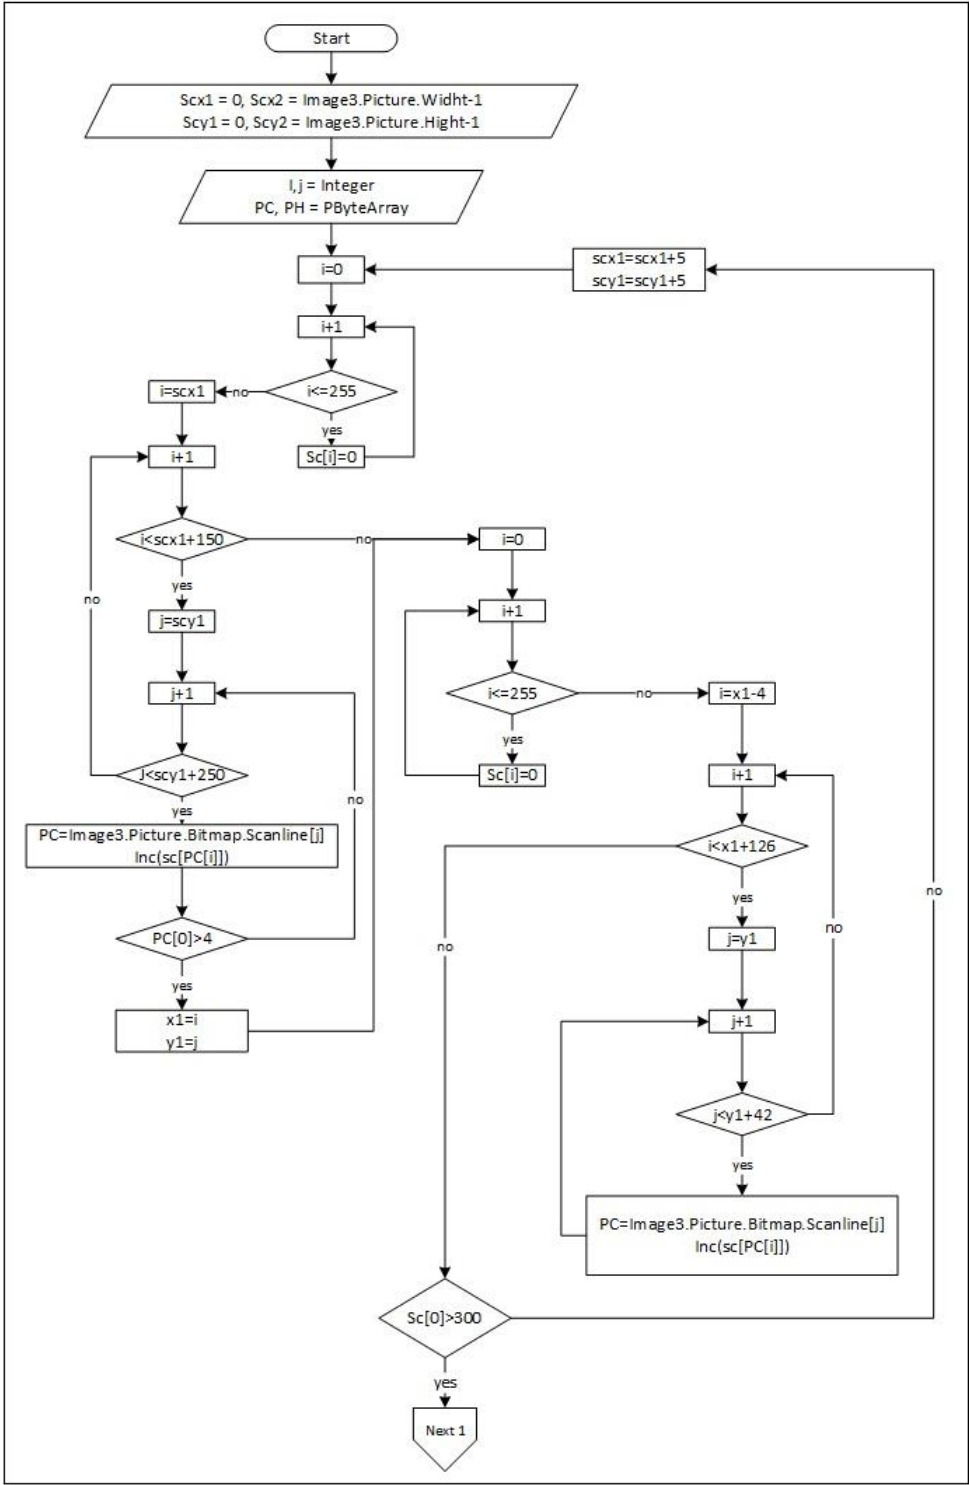 Start
Scx1 = 0, Scx2 = Image3.Picture.Widht-1
Scy1 = 0, Scy2 = Image3.Picture.Hight-1
I,j = Integer
PC, PH = PByteArray
i=0
scx1=scx1+5
scy1=scy1+5
i+1
i=scx1
no
i<=255
yes
Sc[i]=0
i+1
i<scx1+150
no
i=0
yes
no
j=scy1
i+1
j+1
i<=255
no
i=x1-4
yes
J<scy1+250
Sc[i]=0
i+1
no
yes
PC=Image3.Picture.Bitmap.Scanline[j]
Inc(sc[PC[i]])
i<x1+126
yes
no
no
PC[0]>4
j=y1
no
yes
x1=i
y1=j
j+1
j<y1+42
yes
PC=Image3.Picture.Bitmap.Scanline[j]
Inc(sc[PC[i]])
no
Sc[0]>300
yes
Next 1